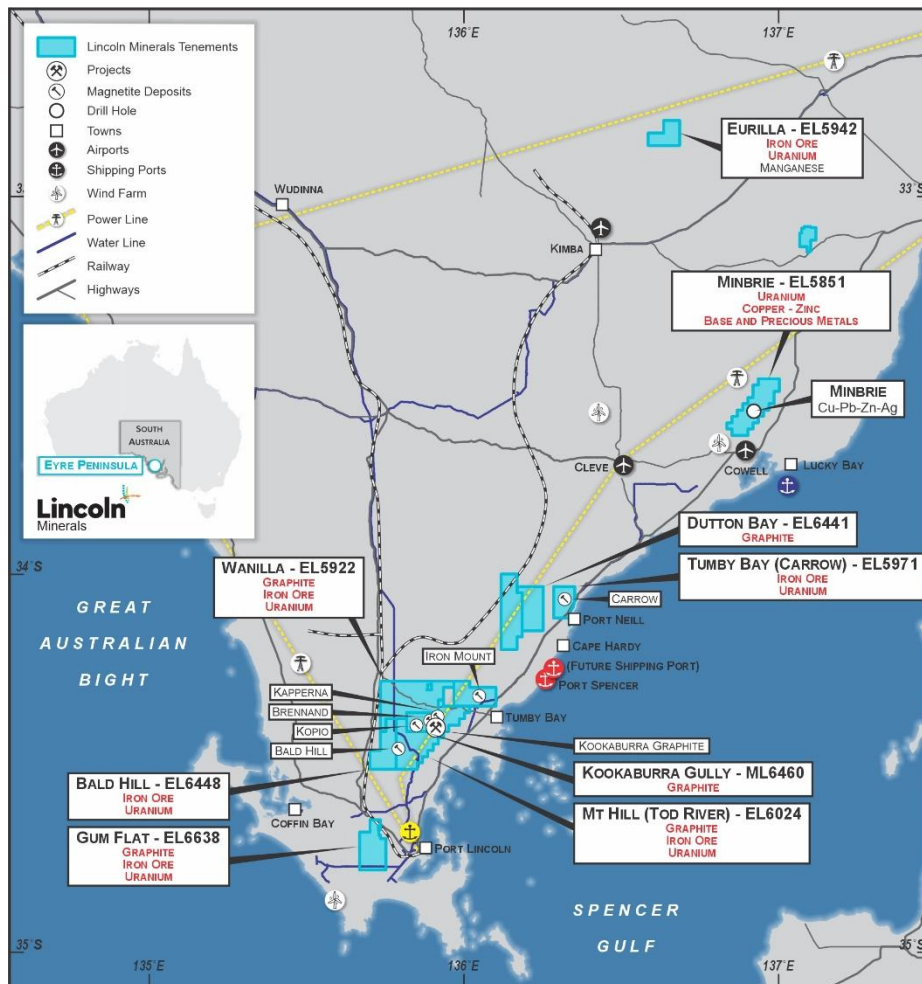 136°E
137°E
Lincoln Minerals Tenements
Projects
Magnetite Deposits
Drill Hole
Towns
Airports
Shipping Ports
Wind Farm
Power Line
Water Line
Railway
Highways
EURILLA - EL5942
IRON ORE
URANIUM
MANGANESE
33
33°S
WUDINNA
KIMBA
MINBRIE - EL5851
URANIUM
COPPER - ZINC
BASE AND PRECIOUS METALS
SOUTH
AUSTRALIA
EYRE PENINSULA
Lincoln
Minerals
MINBRIE
Cu-Pb-Zn-Ag
CLEVE
COWELL
LUCKY BAY
DUTTON BAY - EL6441
GRAPHITE
34°S
34°S
WANILLA - EL5922
GRAPHITE
IRON ORE
URANIUM
TUMBY BAY (CARROW) - EL5971
IRON ORE
URANIUM
CARROW
PORT NEILL
GREAT
AUSTRALIAN
BIGHT
CAPE HARDY
(FUTURE SHIPPING PORT)
PORT SPENCER
IRON MOUNT
KAPPERNA
BRENNAND
KOPIO
BALD HILL
TUMBY BAY
KOOKABURRA GRAPHITE
KOOKABURRA GULLY - ML6460
GRAPHITE
BALD HILL - EL6448
IRON ORE
URANIUM
MT HILL (TOD RIVER) - EL6024
GRAPHITE
IRON ORE
URANIUM
COFFIN BAY
GUM FLAT - EL6638
GRAPHITE
IRON ORE
URANIUM
PORT LINCOLN
SPENCER
GULF
35°S
35°S
135°E
136°E
137°E